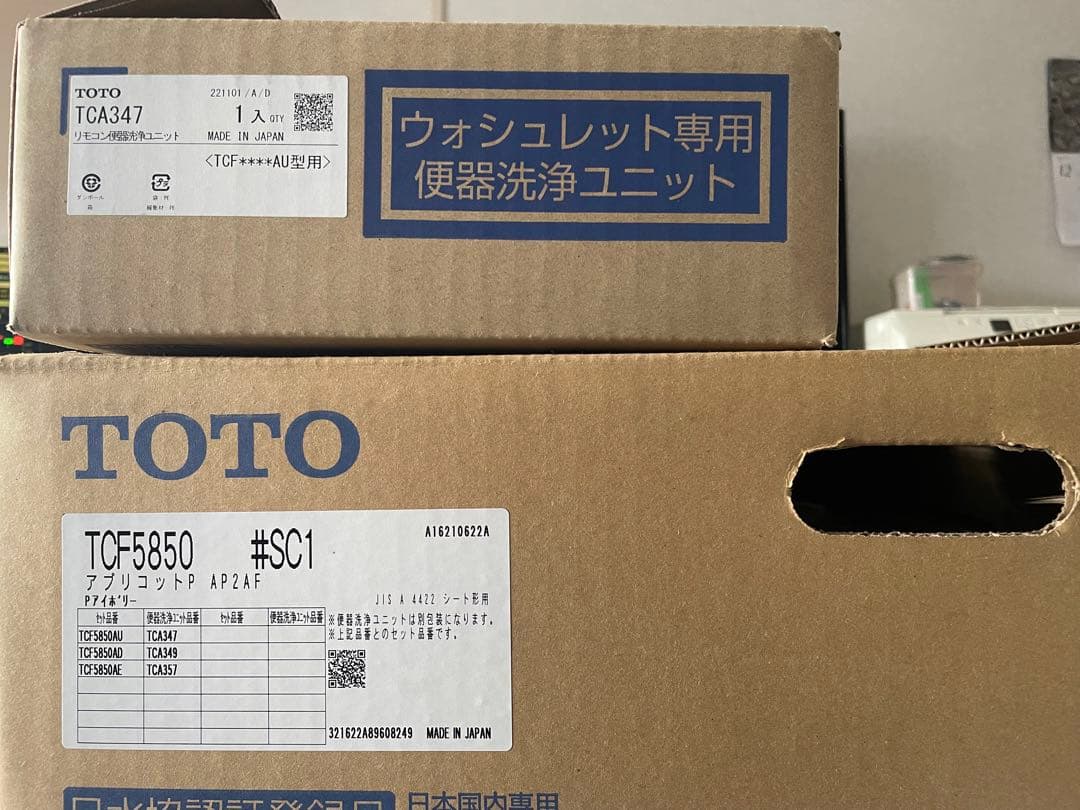 TOTO
221101/A/D
TCA347
1入 QTY
リモコン便器洗浄ユニット
MADE IN JAPAN
<TCF****AU型用>
ダンボール
プラ
ウォシュレット専用
便器洗浄ユニット
TOTO
A16210622A
TCF5850 #SC1
アプリコットP AP2AF
Pアイボリー
JIS A 4422 シート形用
セット品番 便器洗浄ユニット品番 セット品番 便器洗浄ユニット品番
TCF5850AU TCA347
TCF5850AD TCA349
TCF5850AE TCA357
※便器洗浄ユニットは別包装になります。
※上記品番とのセット品番です。
321622A89608249 MADE IN JAPAN
日本国内専用